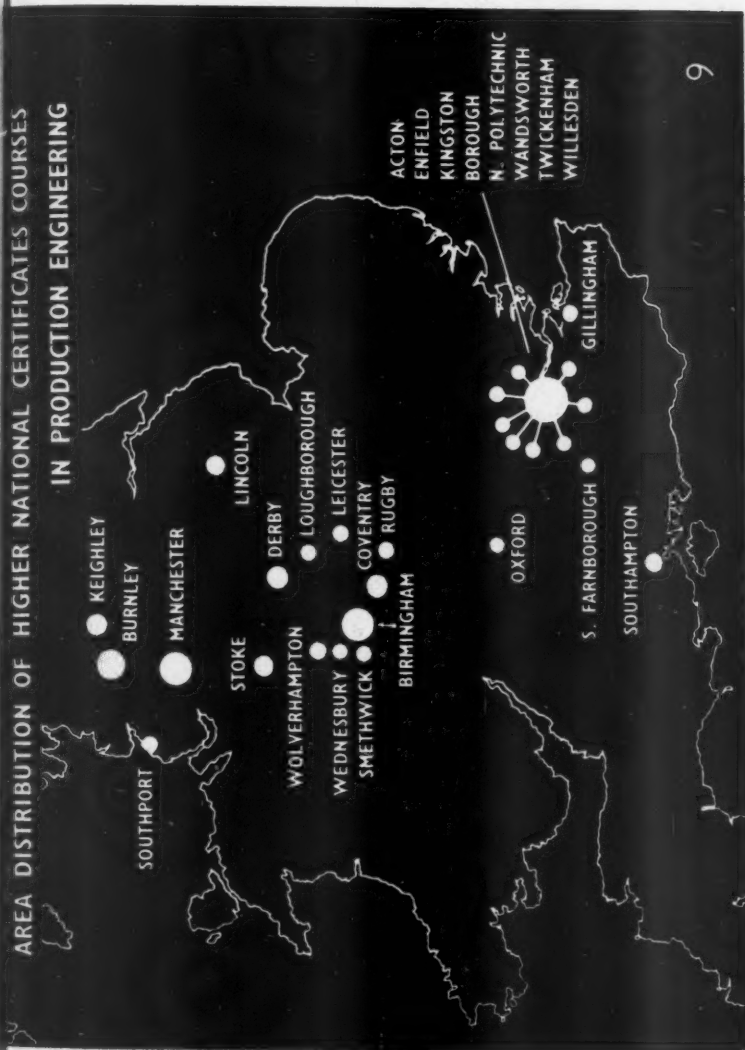 AREA DISTRIBUTION OF HIGHER NATIONAL CERTIFICATES COURSES
IN PRODUCTION ENGINEERING
KEIGHLEY
BURNLEY
MANCHESTER
SOUTHPORT
LINCOLN
STOKE
DERBY
LOUGHBOROUGH
LEICESTER
COVENTRY
RUGBY
WOLVERHAMPTON
WEDNESBURY
SMETHWICK
BIRMINGHAM
ACTON
ENFIELD
KINGSTON
BOROUGH
N. POLYTECHNIC
WANDSWORTH
TWICKENHAM
WILLESDEN
OXFORD
GILLINGHAM
S. FARNBOROUGH
SOUTHAMPTON
9